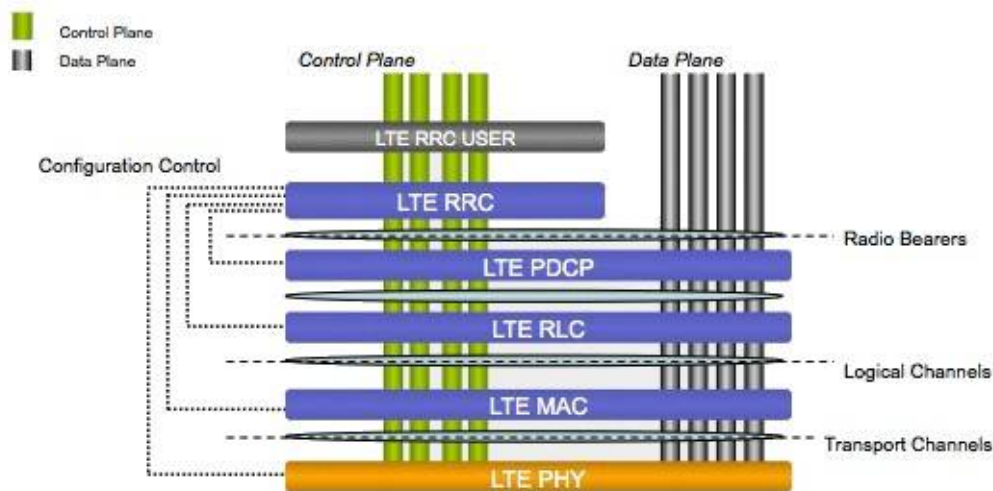 Control Plane
Data Plane
Control Plane
Data Plane
LTE RRC USER
Configuration Control
LTE RRC
Radio Bearers
LTE PDCP
LTE RLC
Logical Channels
LTE MAC
Transport Channels
LTE PHY